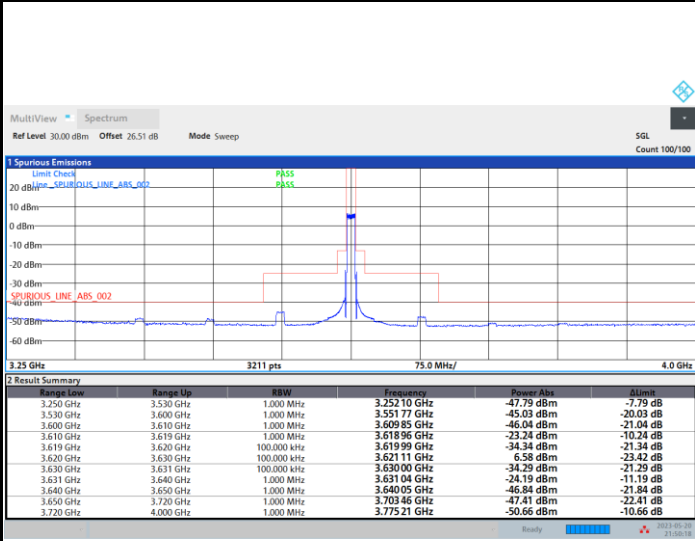 MultiView Spectrum
Ref Level 30.00 dBm Offset 26.51 dB Mode Sweep SGL
Count 100/100
1 Spurious Emissions
Limit Check PASS
Line _SPURIOUS_LINE_ABS_002 PASS
20 dBm
10 dBm
0 dBm
-10 dBm
-20 dBm
-30 dBm
SPURIOUS_LINE_ABS_002
-40 dBm
-60 dBm
3.25 GHz 3211 pts 75.0 MHz/ 4.0 GHz
2 Result Summary
Range Low Range Up RBW Frequency Power Abs ΔLimit
3.250 GHz 3.530 GHz 1.000 MHz 3.252 10 GHz -47.79 dBm -7.79 dB
3.530 GHz 3.600 GHz 1.000 MHz 3.551 77 GHz -45.03 dBm -20.03 dB
3.600 GHz 3.610 GHz 1.000 MHz 3.609 85 GHz -46.04 dBm -21.04 dB
3.610 GHz 3.619 GHz 1.000 MHz 3.618 96 GHz -23.24 dBm -10.24 dB
3.619 GHz 3.620 GHz 100.000 kHz 3.619 99 GHz -34.34 dBm -21.34 dB
3.620 GHz 3.630 GHz 100.000 kHz 3.621 11 GHz 6.58 dBm -23.42 dB
3.630 GHz 3.631 GHz 100.000 kHz 3.630 00 GHz -34.29 dBm -21.29 dB
3.631 GHz 3.640 GHz 1.000 MHz 3.631 04 GHz -24.19 dBm -11.19 dB
3.640 GHz 3.650 GHz 1.000 MHz 3.640 05 GHz -46.84 dBm -21.84 dB
3.650 GHz 3.720 GHz 1.000 MHz 3.703 46 GHz -47.41 dBm -22.41 dB
3.720 GHz 4.000 GHz 1.000 MHz 3.775 21 GHz -50.66 dBm -10.66 dB
Ready 2023-05-20
21:50:18